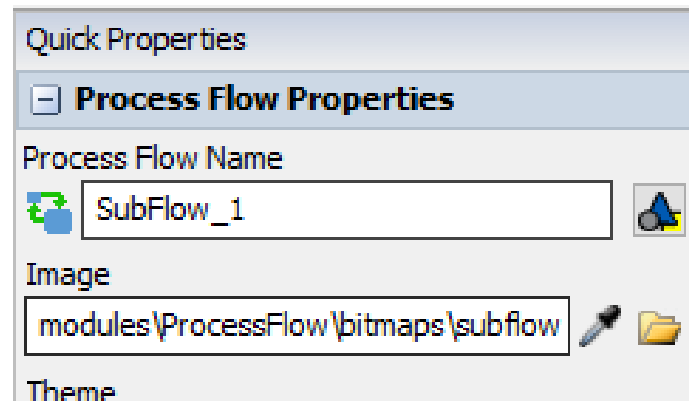 Quick Properties
Process Flow Properties
Process Flow Name
SubFlow_1
Image
modules\ProcessFlow\bitmaps\subflow
Theme